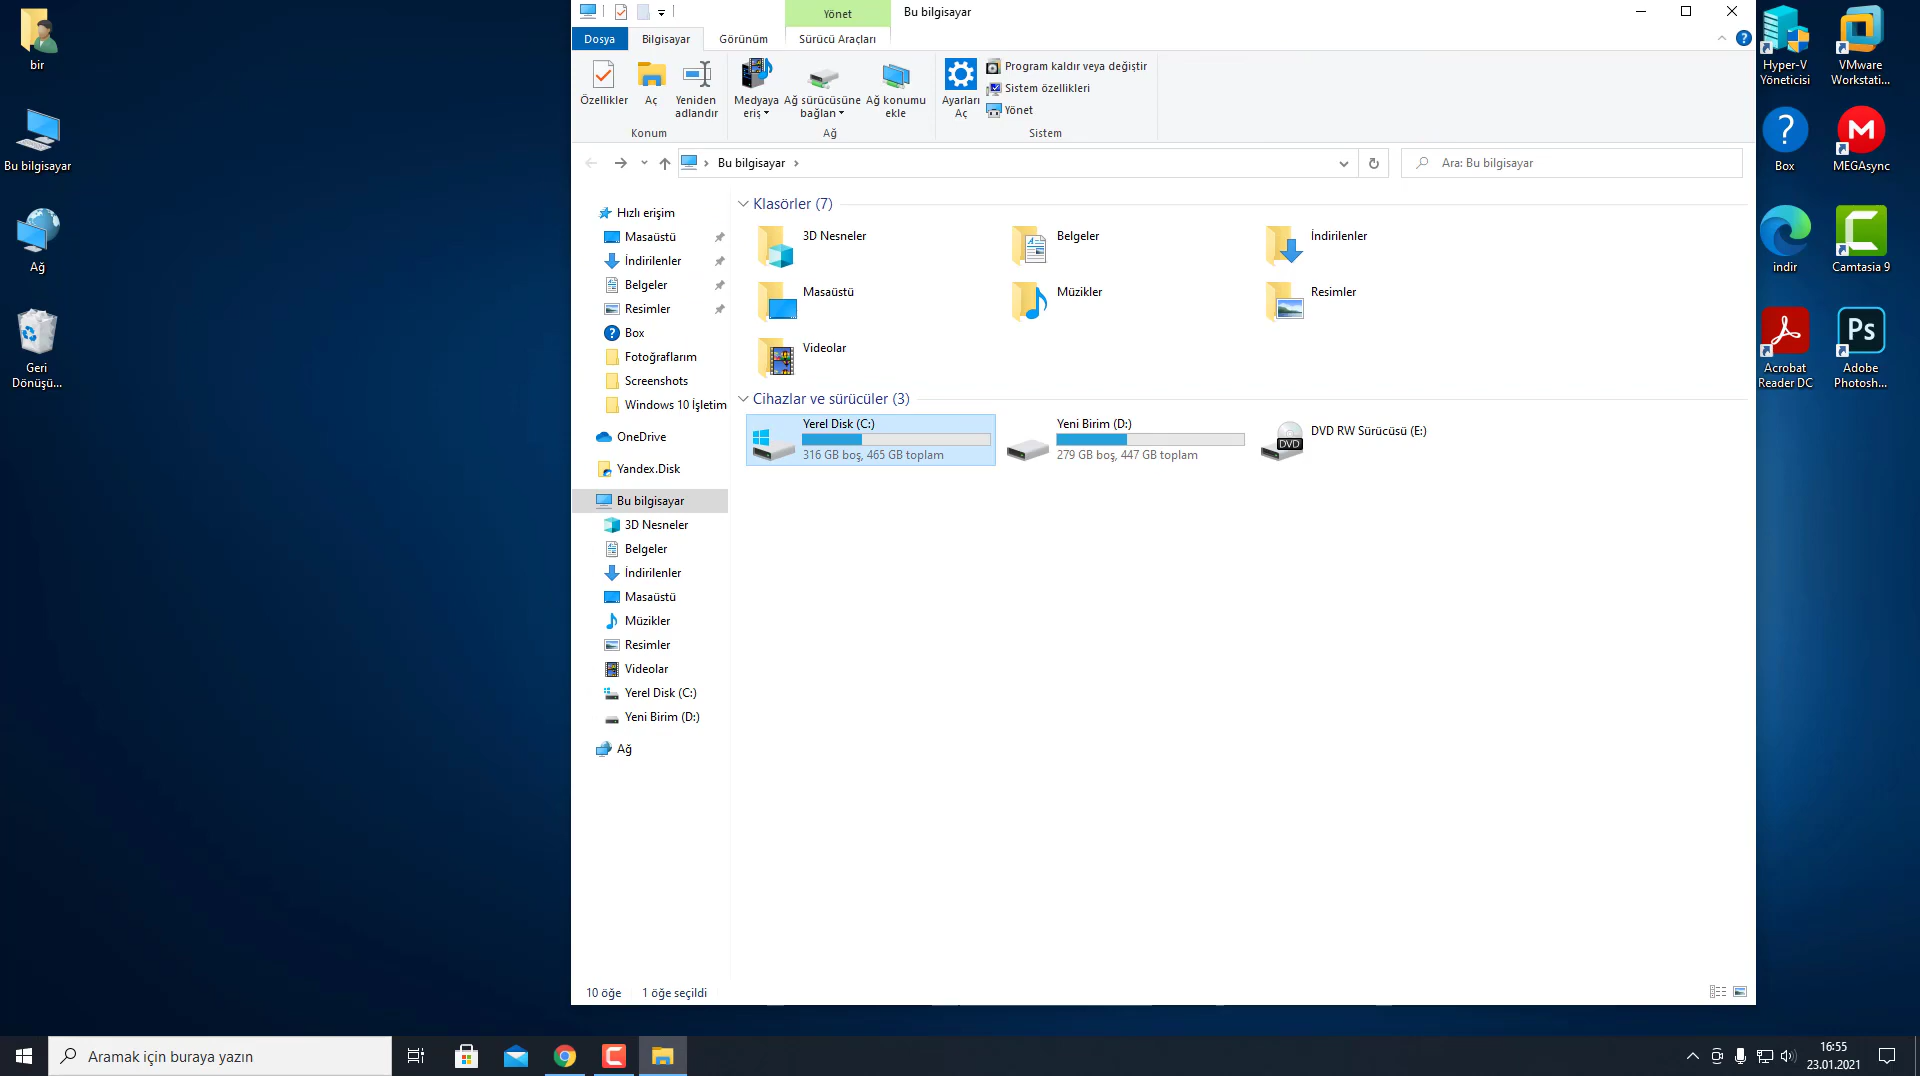 bir
Bu bilgisayar
Ağ
Geri
Dönüşü...
Yönet
Bu bilgisayar
Dosya
Bilgisayar
Görünüm
Sürücü Araçları
Özellikler
Aç
Yeniden
adlandır
Konum
Medyaya
eriş
Ağ sürücüsüne
bağlan
Ağ konumu
ekle
Ağ
Ayarları
Aç
Program kaldır veya değiştir
Sistem özellikleri
Yönet
Sistem
Bu bilgisayar
Ara: Bu bilgisayar
Hızlı erişim
Masaüstü
İndirilenler
Belgeler
Resimler
Box
Fotoğraflarım
Screenshots
Windows 10 İşletim
OneDrive
Yandex.Disk
Bu bilgisayar
3D Nesneler
Belgeler
İndirilenler
Masaüstü
Müzikler
Resimler
Videolar
Yerel Disk (C:)
Yeni Birim (D:)
Ağ
Klasörler (7)
3D Nesneler
Belgeler
İndirilenler
Masaüstü
Müzikler
Resimler
Videolar
Cihazlar ve sürücüler (3)
Yerel Disk (C:)
316 GB boş, 465 GB toplam
Yeni Birim (D:)
279 GB boş, 447 GB toplam
DVD
DVD RW Sürücüsü (E:)
10 öğe
1 öğe seçildi
Hyper-V
Yöneticisi
VMware
Workstati...
Box
MEGAsync
indir
Camtasia 9
Acrobat
Reader DC
Ps
Adobe
Photosh...
Aramak için buraya yazın
16:55
23.01.2021